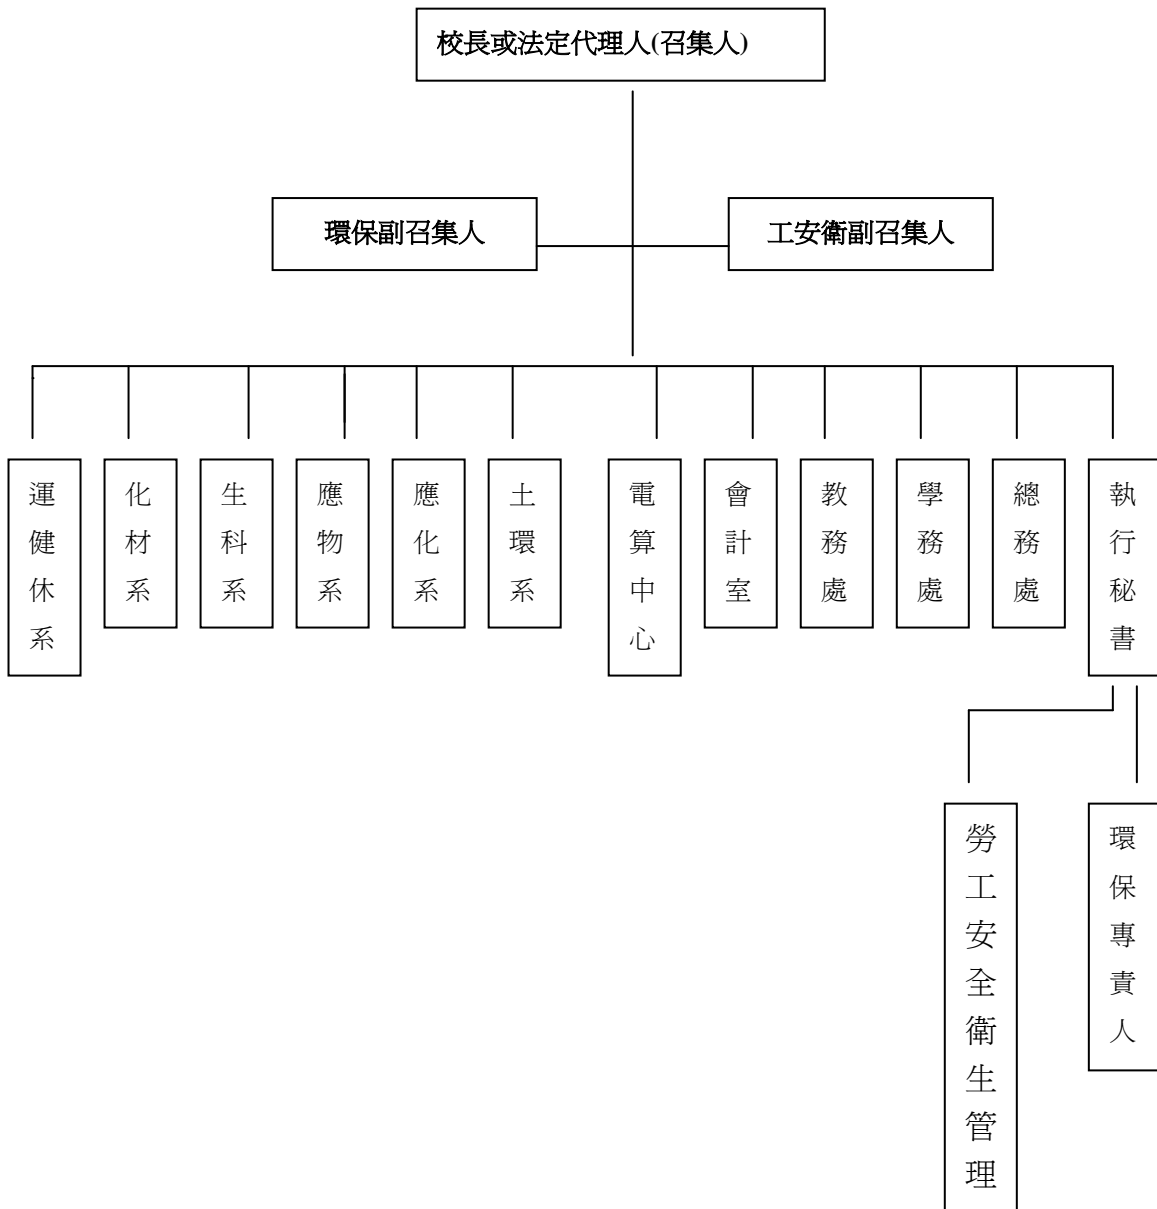 校長或法定代理人(召集人)
環保副召集人
工安衛副召集人
運健休系
化材系
生科系
應物系
應化系
土環系
電算中心
會計室
教務處
學務處
總務處
執行秘書
勞工安全衛生管理
環保專責人